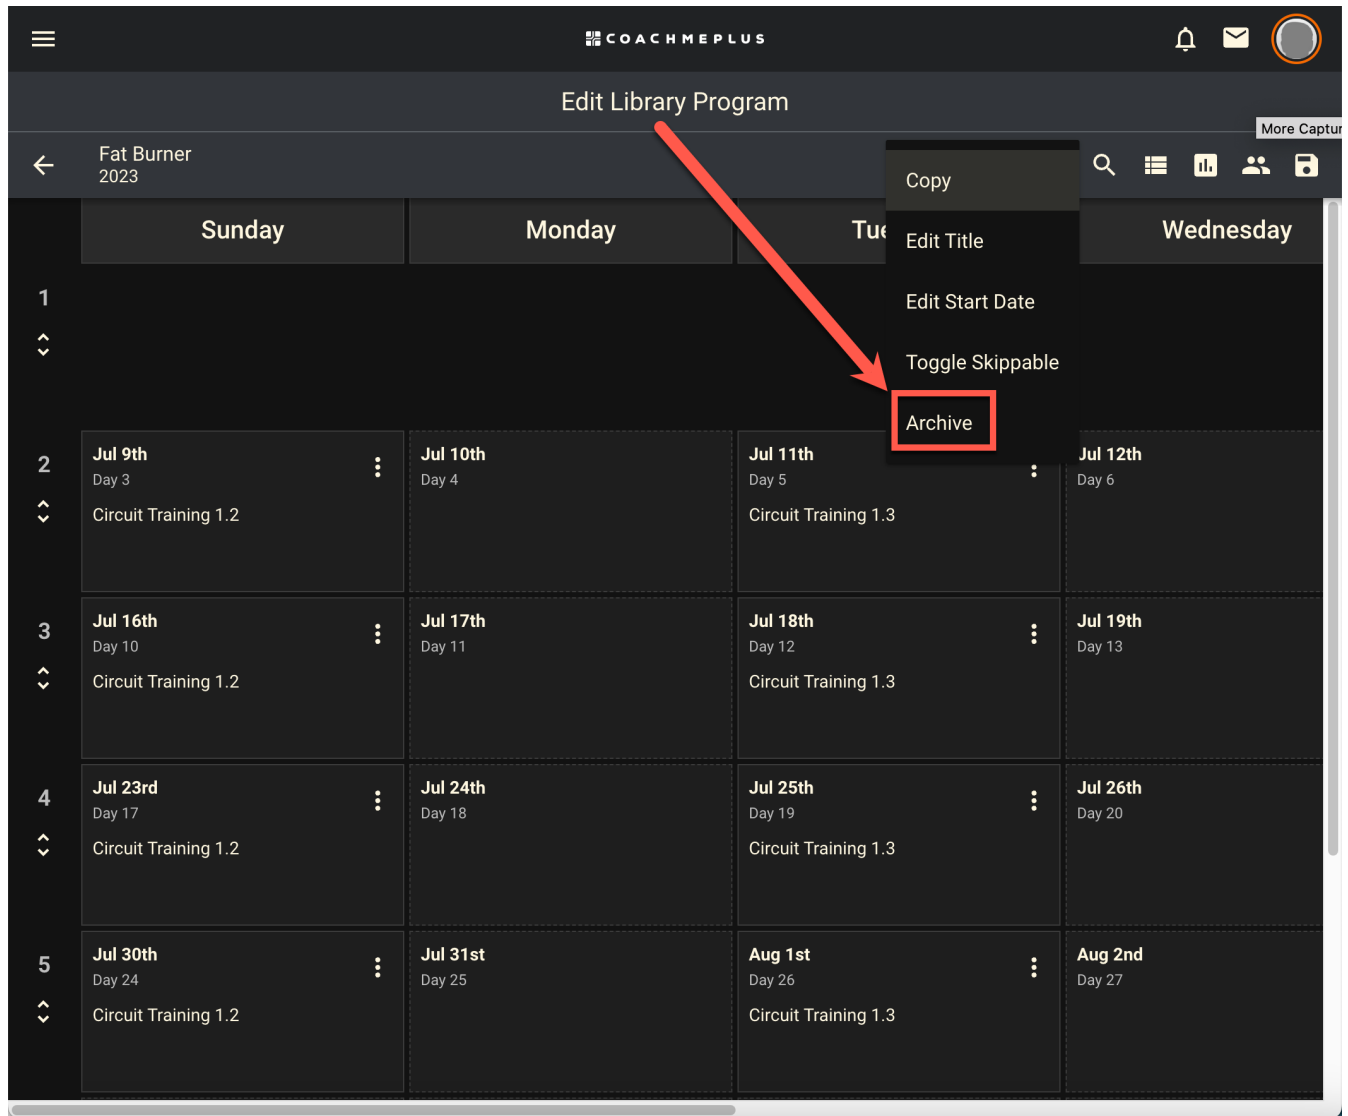 COACHMEPLUS
Edit Library Program
More Captur
Fat Burner
2023
Copy
Edit Title
Edit Start Date
Toggle Skippable
Archive
Sunday
Monday
Tue
Wednesday
1
2
Jul 9th
Day 3
Circuit Training 1.2
Jul 10th
Day 4
Jul 11th
Day 5
Circuit Training 1.3
Jul 12th
Day 6
3
Jul 16th
Day 10
Circuit Training 1.2
Jul 17th
Day 11
Jul 18th
Day 12
Circuit Training 1.3
Jul 19th
Day 13
4
Jul 23rd
Day 17
Circuit Training 1.2
Jul 24th
Day 18
Jul 25th
Day 19
Circuit Training 1.3
Jul 26th
Day 20
5
Jul 30th
Day 24
Circuit Training 1.2
Jul 31st
Day 25
Aug 1st
Day 26
Circuit Training 1.3
Aug 2nd
Day 27